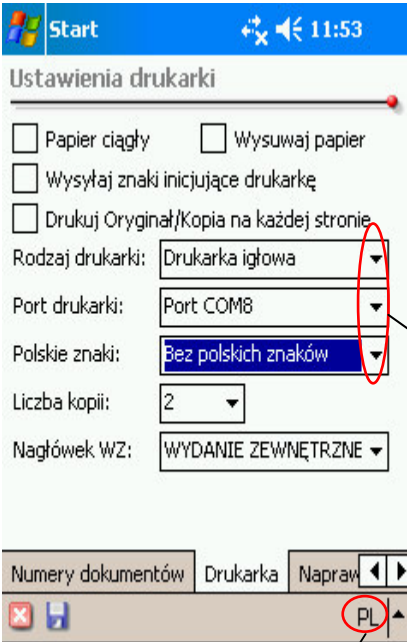 Start 11:53
Ustawienia drukarki
Papier ciągły Wysuwaj papier
Wysyłaj znaki inicjujące drukarkę
Drukuj Oryginał/Kopia na każdej stronie
Rodzaj drukarki: Drukarka igłowa
Port drukarki: Port COM8
Polskie znaki: Bez polskich znaków
Liczba kopii: 2
Nagłówek WZ: WYDANIE ZEWNĘTRZNE
Numery dokumentów Drukarka Napraw
PL